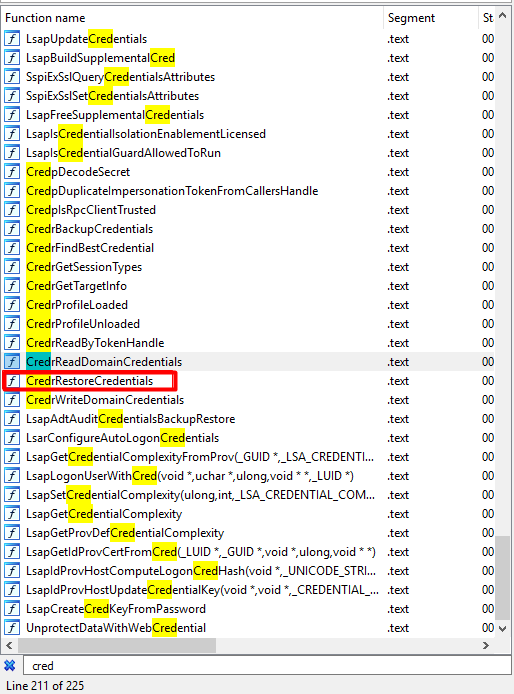 Function name Segment St
LsapUpdateCredentials .text 00
LsapBuildSupplementalCred .text 00
SspiExSslQueryCredentialsAttributes .text 00
SspiExSslSetCredentialsAttributes .text 00
LsapFreeSupplementalCredentials .text 00
LsapIsCredentialIsolationEnablementLicensed .text 00
LsapIsCredentialGuardAllowedToRun .text 00
CredpDecodeSecret .text 00
CredpDuplicateImpersonationTokenFromCallersHandle .text 00
CredpIsRpcClientTrusted .text 00
CredrBackupCredentials .text 00
CredrFindBestCredential .text 00
CredrGetSessionTypes .text 00
CredrGetTargetInfo .text 00
CredrProfileLoaded .text 00
CredrProfileUnloaded .text 00
CredrReadByTokenHandle .text 00
CredrReadDomainCredentials .text 00
CredrRestoreCredentials .text 00
CredrWriteDomainCredentials .text 00
LsapAdtAuditCredentialsBackupRestore .text 00
LsarConfigureAutoLogonCredentials .text 00
LsapGetCredentialComplexityFromProv(_GUID *,_LSA_CREDENTI... .text 00
LsapLogonUserWithCred(void *,uchar *,ulong,void * *,_LUID *) .text 00
LsapSetCredentialComplexity(ulong,int,_LSA_CREDENTIAL_COM... .text 00
LsapGetCredentialComplexity .text 00
LsapGetProvDefCredentialComplexity .text 00
LsapGetIdProvCertFromCred(_LUID *,_GUID *,void *,ulong,void * *) .text 00
LsapIdProvHostComputeLogonCredHash(void *,_UNICODE_STRI... .text 00
LsapIdProvHostUpdateCredentialKey(void *,void *,_CREDENTIAL_... .text 00
LsapCreateCredKeyFromPassword .text 00
UnprotectDataWithWebCredential .text 00
cred
Line 211 of 225